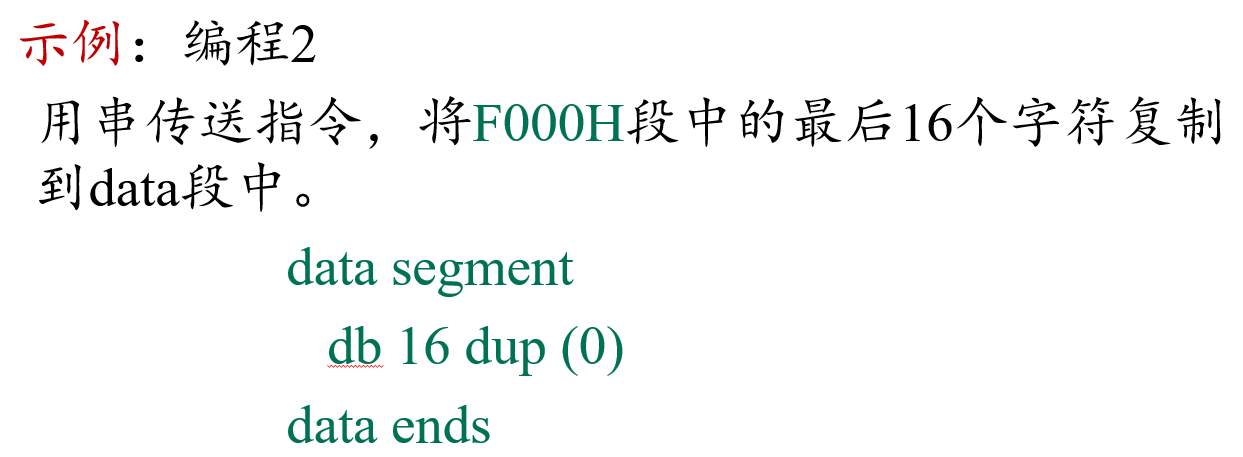 示例：编程2
用串传送指令，将F000H段中的最后16个字符复制
到data段中。
data segment
db 16 dup (0)
data ends